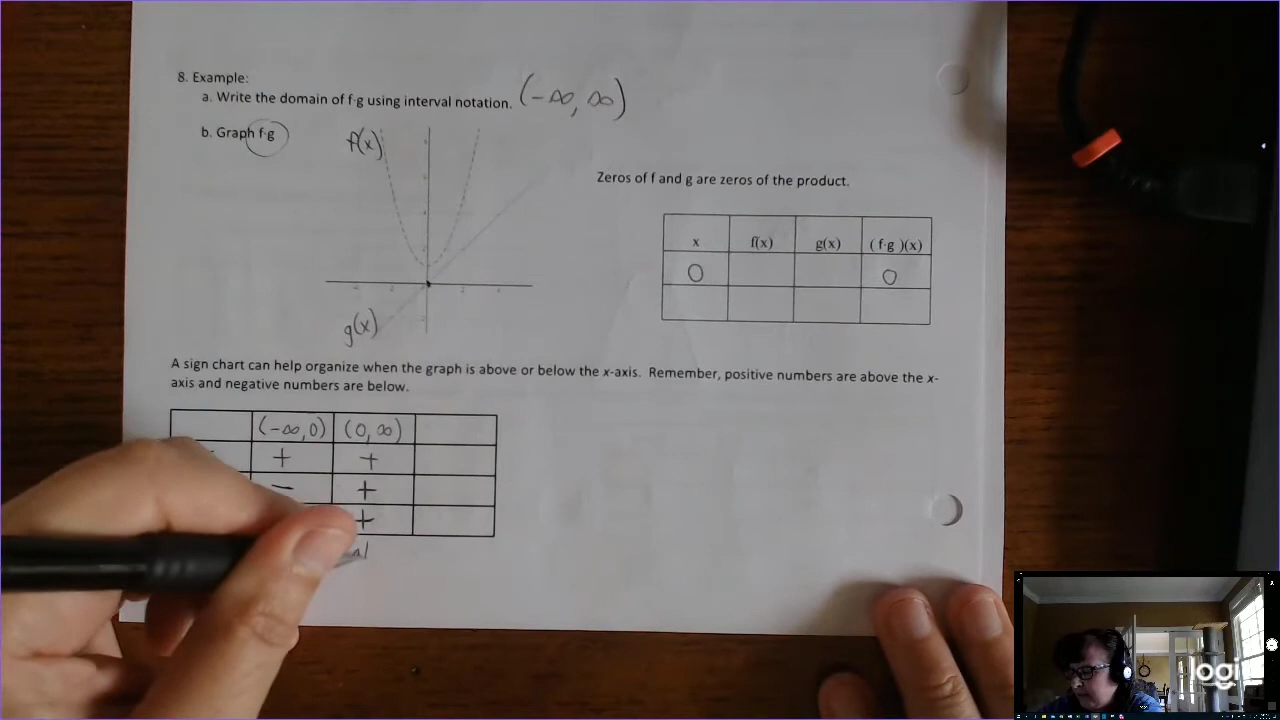 8. Example:
a. Write the domain of f·g using interval notation. (-∞, ∞)
b. Graph f·g
f(x)
Zeros of f and g are zeros of the product.
x f(x) g(x) (f·g)(x)
0 0
g(x)
A sign chart can help organize when the graph is above or below the x-axis. Remember, positive numbers are above the x-
axis and negative numbers are below.
(-∞,0) (0,∞)
+ +
- +
+
logi